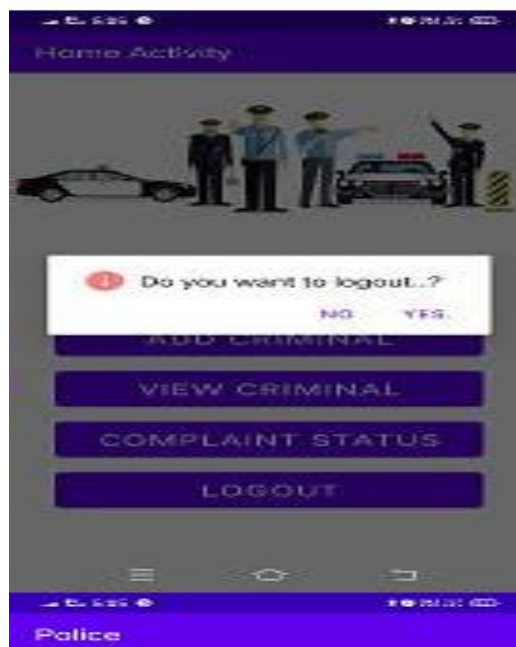 Home Activity
Do you want to logout..?
NO YES.
ADD CRIMINAL
VIEW CRIMINAL
COMPLAINT STATUS
LOGOUT
Police